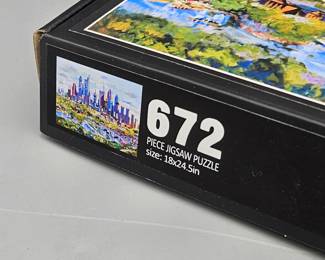 672
PIECE JIGSAW PUZZLE
size: 18x24.5in